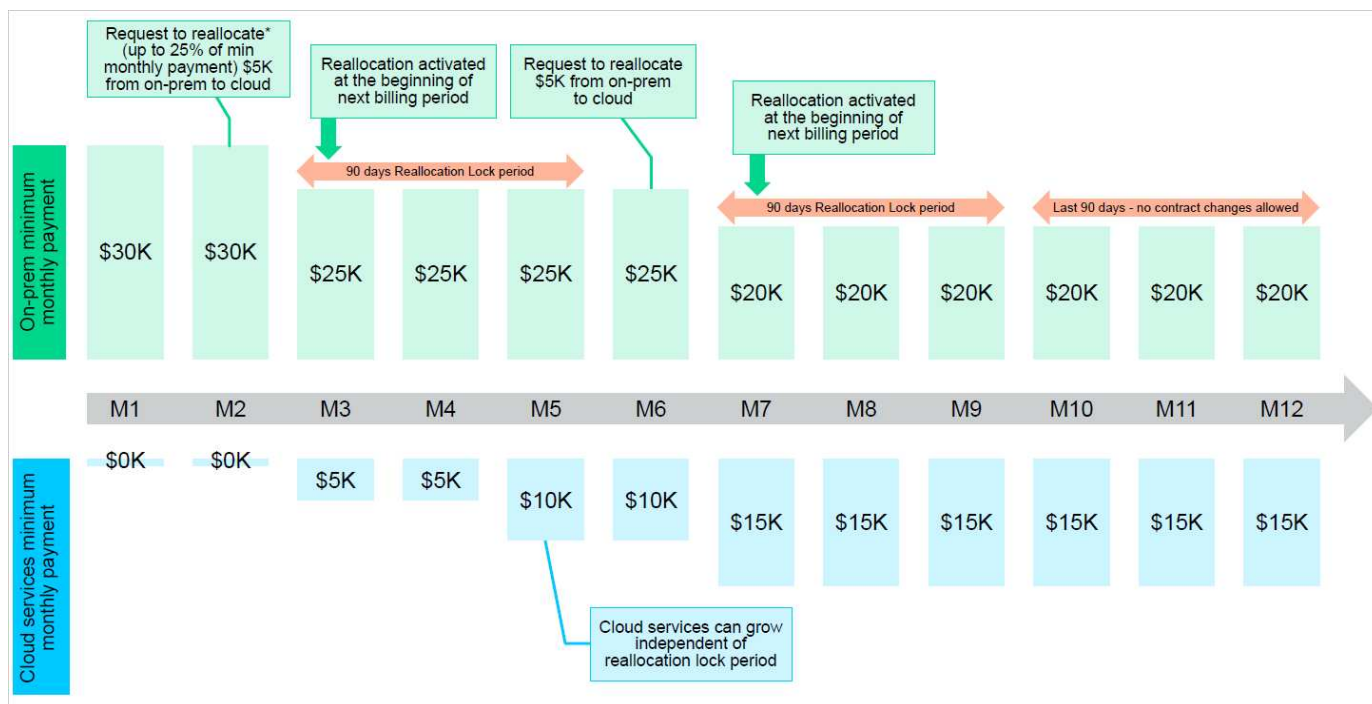 Request to reallocate*
(up to 25% of min
monthly payment) $5K
from on-prem to cloud
Reallocation activated
at the beginning of
next billing period
Request to reallocate
$5K from on-prem
to cloud
Reallocation activated
at the beginning of
next billing period
On-prem minimum
monthly payment
90 days Reallocation Lock period
90 days Reallocation Lock period
Last 90 days - no contract changes allowed
$30K $30K $25K $25K $25K $25K $20K $20K $20K $20K $20K $20K
M1 M2 M3 M4 M5 M6 M7 M8 M9 M10 M11 M12
Cloud services minimum
monthly payment
$0K $0K $5K $5K $10K $10K $15K $15K $15K $15K $15K $15K
Cloud services can grow
independent of
reallocation lock period